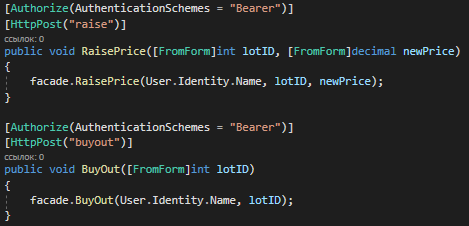 [Authorize(AuthenticationSchemes = "Bearer")]
[HttpPost("raise")]
ссылок: 0
public void RaisePrice([FromForm]int lotID, [FromForm]decimal newPrice)
{
facade.RaisePrice(User.Identity.Name, lotID, newPrice);
}
[Authorize(AuthenticationSchemes = "Bearer")]
[HttpPost("buyout")]
ссылок: 0
public void BuyOut([FromForm]int lotID)
{
facade.BuyOut(User.Identity.Name, lotID);
}